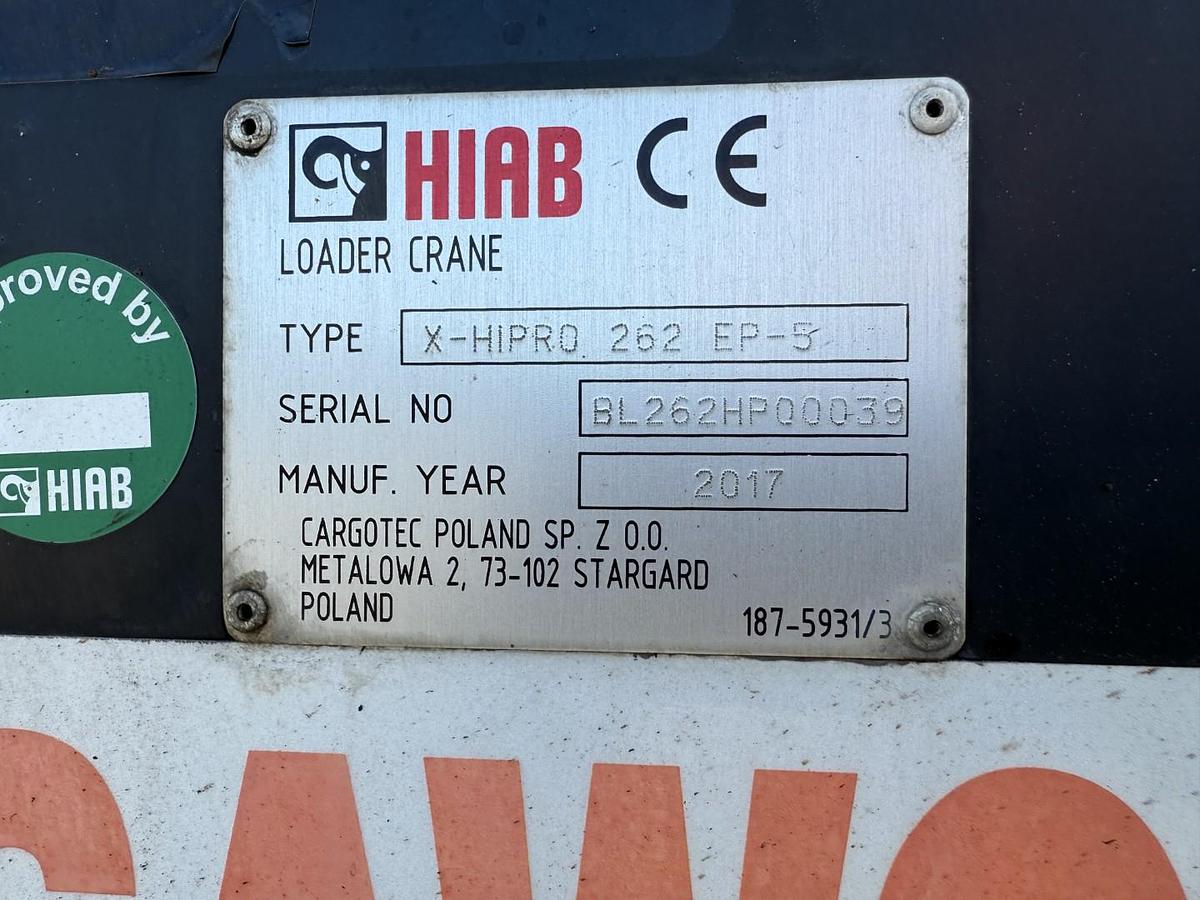 HIAB CE
LOADER CRANE
TYPE X-HIPRO 262 EP-5
SERIAL NO BL262HP00039
MANUF. YEAR 2017
CARGOTEC POLAND SP. Z O.O.
METALOWA 2, 73-102 STARGARD
POLAND
187-5931/3
roved by
HIAB